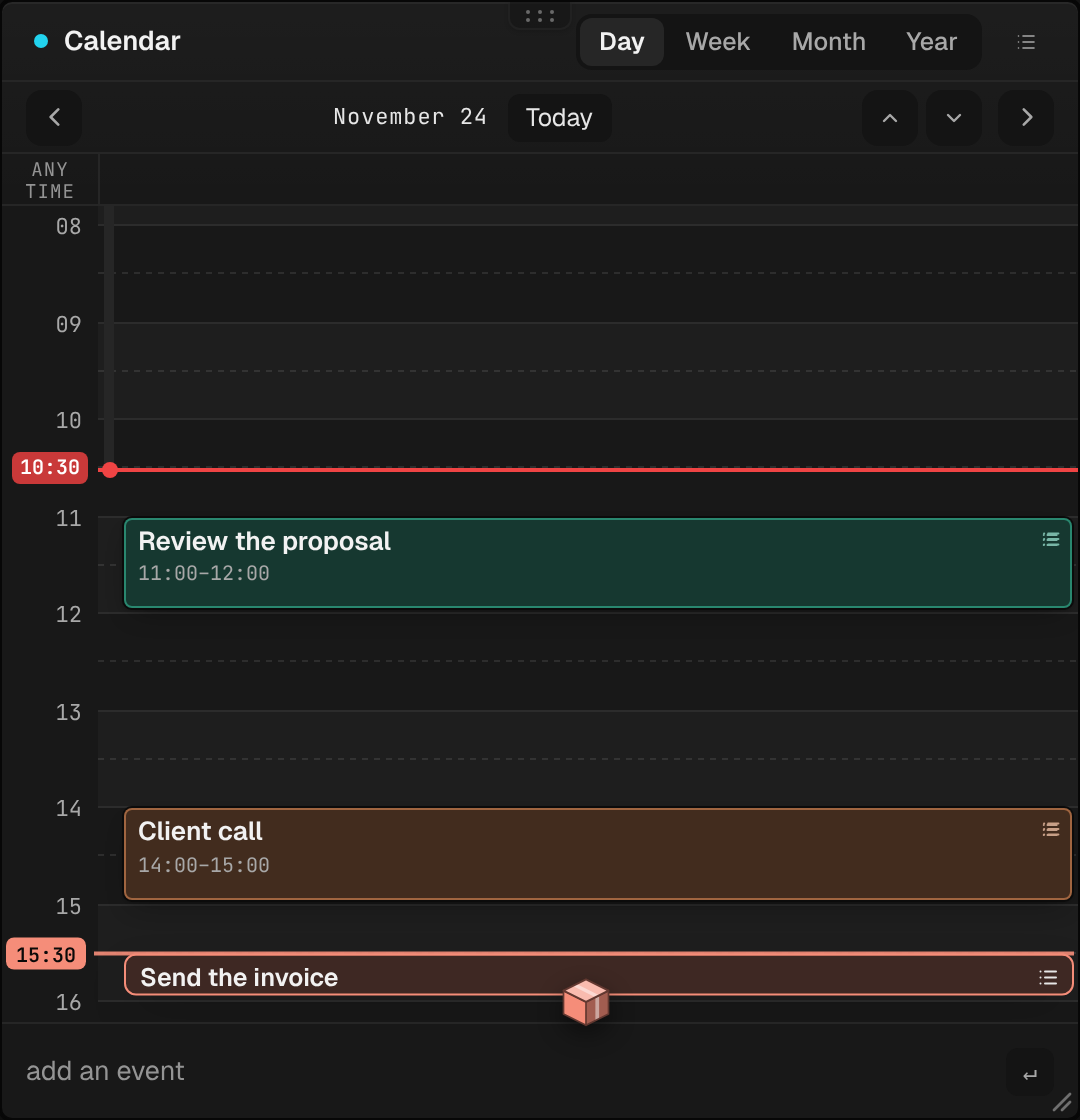 Calendar
Day Week Month Year
November 24 Today
ANY
TIME
08
09
10
10:30
11
Review the proposal
11:00–12:00
12
13
14
Client call
14:00–15:00
15
15:30
Send the invoice
16
add an event